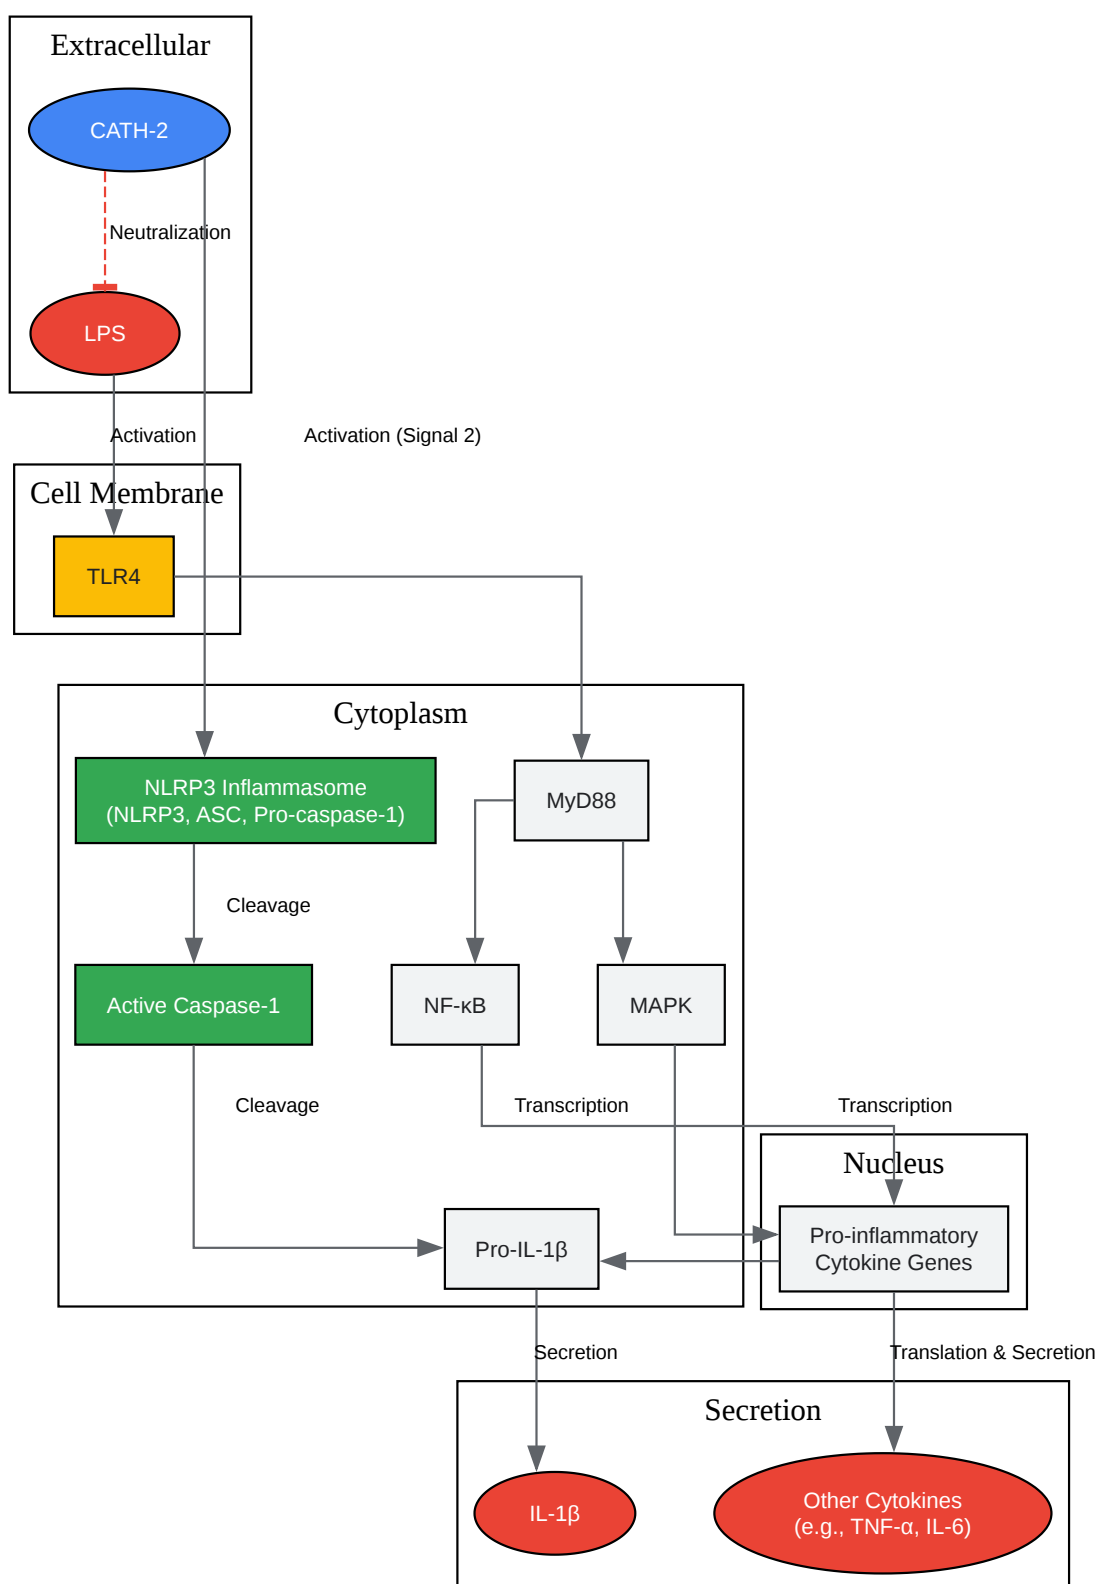 Extracellular
CATH-2
Neutralization
LPS
Activation
Activation (Signal 2)
Cell Membrane
TLR4
Cytoplasm
NLRP3 Inflammasome
(NLRP3, ASC, Pro-caspase-1)
MyD88
Cleavage
Active Caspase-1
NF-κB
MAPK
Cleavage
Transcription
Transcription
Nucleus
Pro-inflammatory
Cytokine Genes
Pro-IL-1β
Secretion
Translation & Secretion
Secretion
IL-1β
Other Cytokines
(e.g., TNF-α, IL-6)